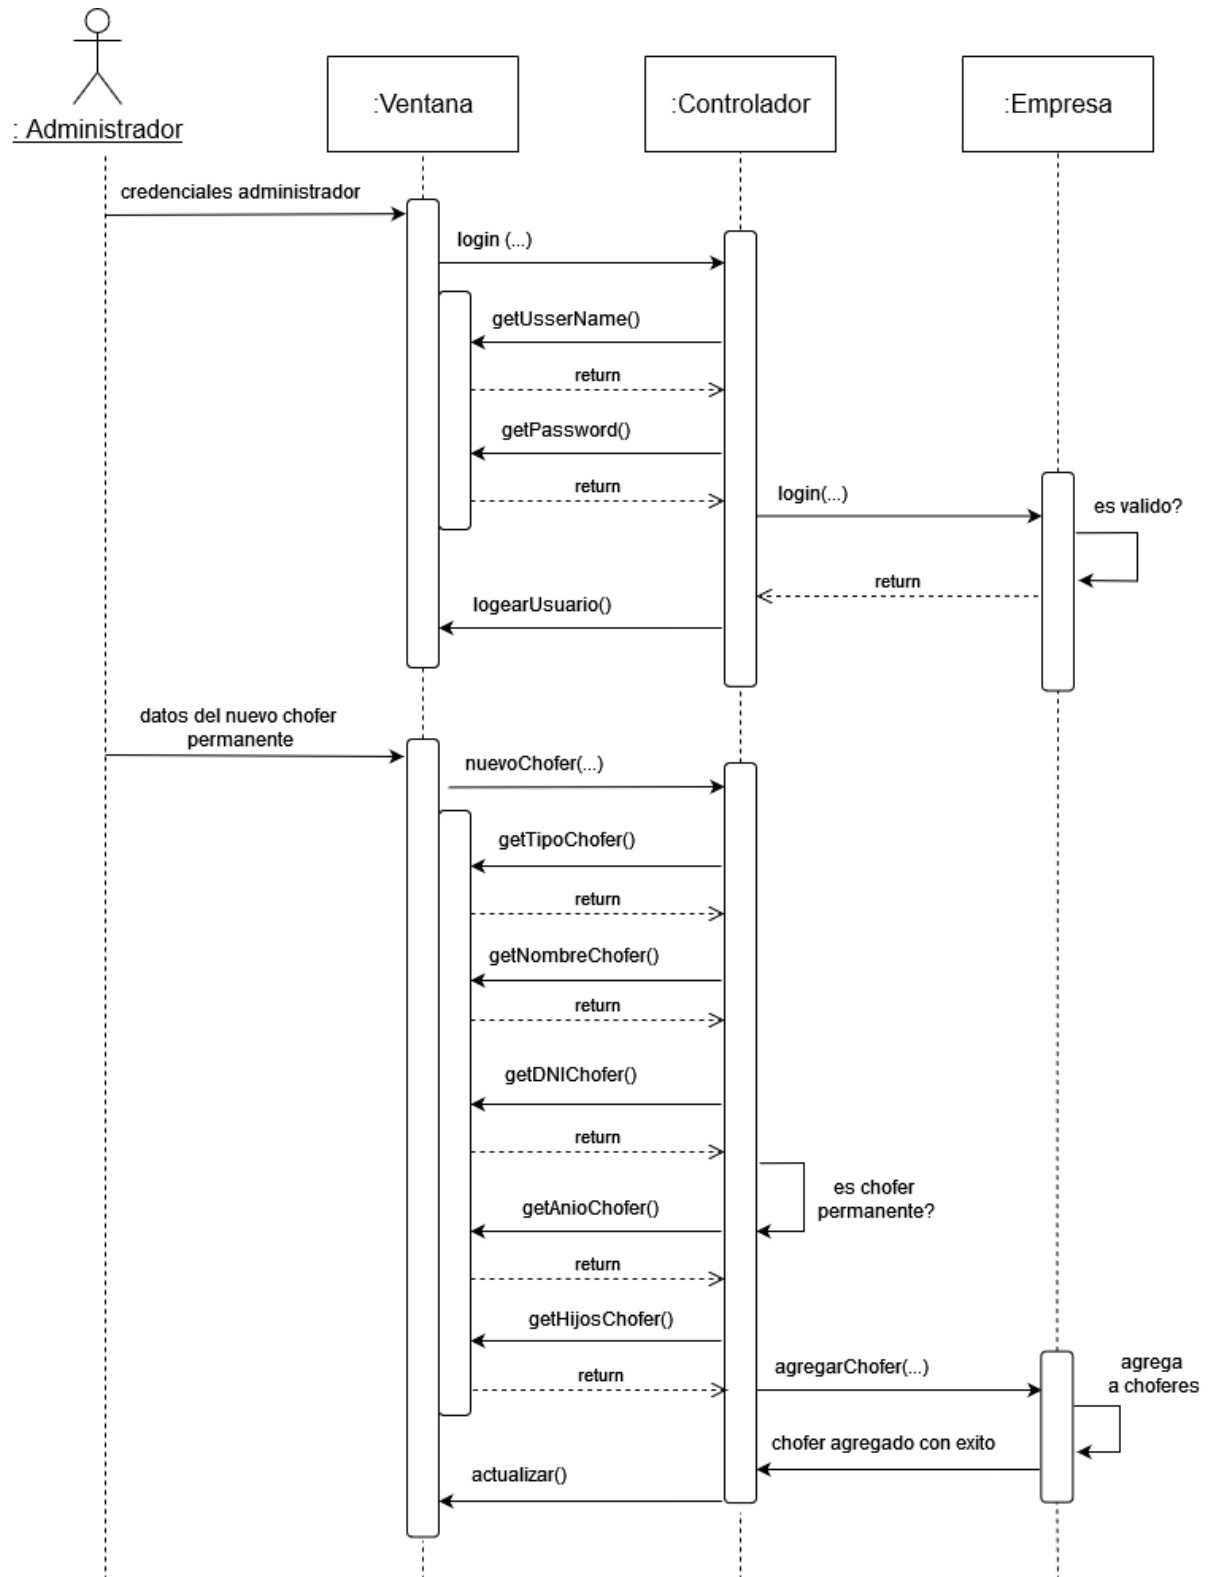 : Administrador
:Ventana
:Controlador
:Empresa
credenciales administrador
login (...)
getUsserName()
return
getPassword()
return
login(...)
es valido?
return
logearUsuario()
datos del nuevo chofer
permanente
nuevoChofer(...)
getTipoChofer()
return
getNombreChofer()
return
getDNIChofer()
return
es chofer
permanente?
getAnioChofer()
return
getHijosChofer()
return
agregarChofer(...)
agrega
a choferes
chofer agregado con exito
actualizar()